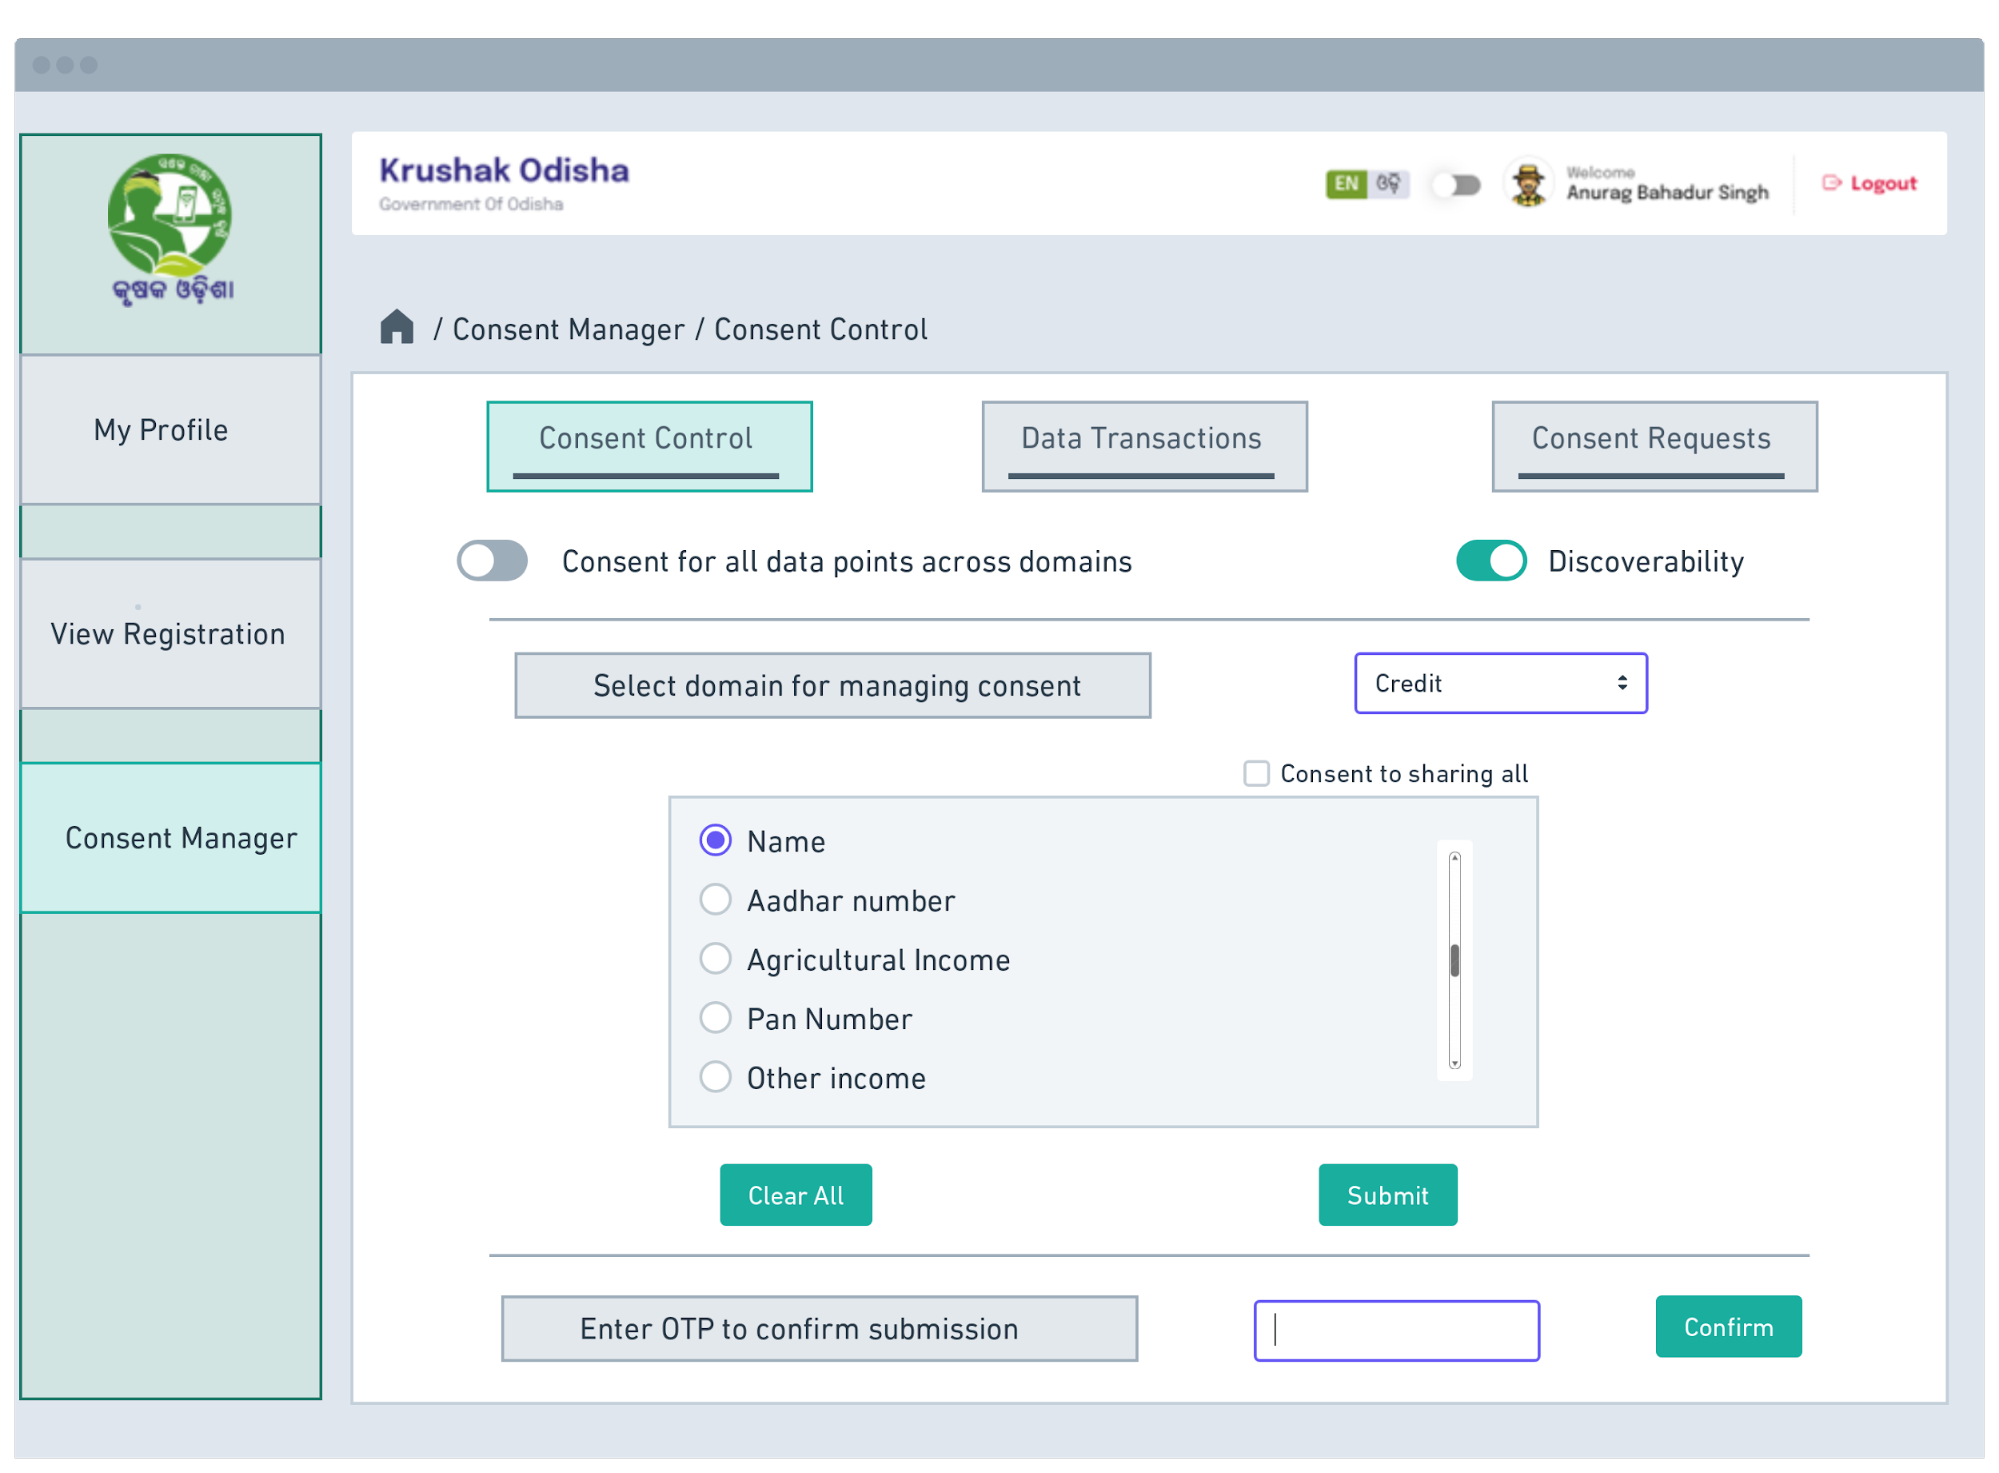 Krushak Odisha
Government Of Odisha
EN ଓଡ଼ି
Welcome
Anurag Bahadur Singh
Logout
କୃଷକ ଓଡ଼ିଶା
My Profile
View Registration
Consent Manager
/ Consent Manager / Consent Control
Consent Control
Data Transactions
Consent Requests
Consent for all data points across domains
Discoverability
Select domain for managing consent
Credit
Consent to sharing all
Name
Aadhar number
Agricultural Income
Pan Number
Other income
Clear All
Submit
Enter OTP to confirm submission
Confirm